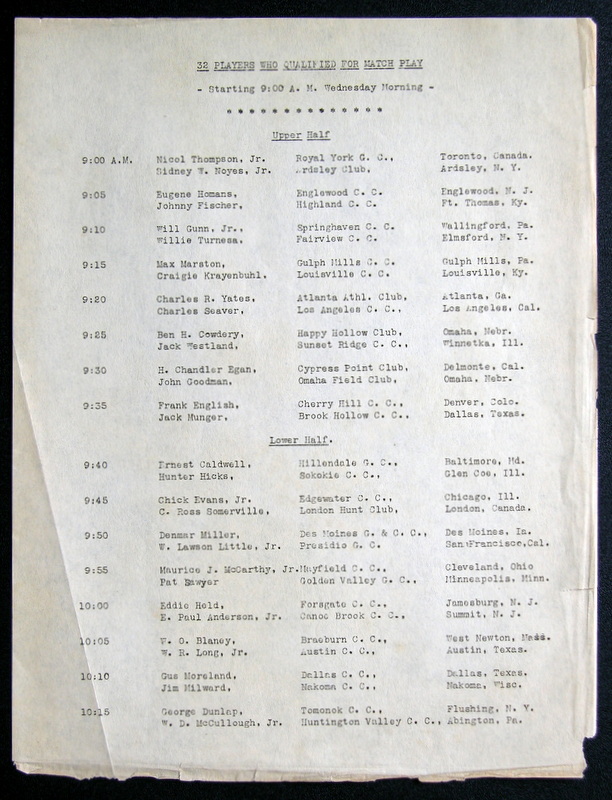 32 PLAYERS WHO QUALIFIED FOR MATCH PLAY
- Starting 9:00 A. M. Wednesday Morning -
* * * * * * * * * * * * * *
Upper Half
9:00 A.M. Nicol Thompson, Jr. Royal York G. C., Toronto, Canada.
Sidney W. Noyes, Jr. Ardsley Club, Ardsley, N. Y.
9:05 Eugene Homans, Englewood C. C. Englewood, N. J.
Johnny Fischer, Highland C. C. Ft. Thomas, Ky.
9:10 Will Gunn, Jr., Springhaven C. C. Wallingford, Pa.
Willie Turnesa, Fairview C. C. Elmsford, N. Y.
9:15 Max Marston, Gulph Mills C. C. Gulph Mills, Pa.
Craigie Krayenbuhl, Louisville C. C. Louisville, Ky.
9:20 Charles R. Yates, Atlanta Athl. Club, Atlanta, Ga.
Charles Seaver, Los Angeles C. C., Los Angeles, Cal.
9:25 Ben H. Cowdery, Happy Hollow Club, Omaha, Nebr.
Jack Westland, Sunset Ridge C. C., Winnetka, Ill.
9:30 H. Chandler Egan, Cypress Point Club, Delmonte, Cal.
John Goodman, Omaha Field Club, Omaha, Nebr.
9:35 Frank English, Cherry Hill C. C., Denver, Colo.
Jack Munger, Brook Hollow C. C., Dallas, Texas.
Lower Half.
9:40 Ernest Caldwell, Hillendale G. C., Baltimore, Md.
Hunter Hicks, Sokokie C. C., Glen Coe, Ill.
9:45 Chick Evans, Jr. Edgewater C. C., Chicago, Ill.
C. Ross Somerville, London Hunt Club, London, Canada.
9:50 Denmar Miller, Des Moines G. & C. C., Des Moines, Ia.
W. Lawson Little, Jr. Presidio G. C. San Francisco,Cal.
9:55 Maurice J. McCarthy, Jr.Mayfield C. C., Cleveland, Ohio
Pat Sawyer Golden Valley G. C., Minneapolis, Minn.
10:00 Eddie Held, Forsgate C. C., Jamesburg, N. J.
E. Paul Anderson, Jr. Canoe Brook C. C., Summit, N. J.
10:05 W. O. Blaney, Braeburn C. C., West Newton, Mass.
W. R. Long, Jr. Austin C. C., Austin, Texas.
10:10 Gus Moreland, Dallas C. C., Dallas, Texas.
Jim Milward, Nakoma C. C., Nakoma, Wisc.
10:15 George Dunlap, Tomonok C. C., Flushing, N. Y.
W. D. McCullough, Jr. Huntington Valley C. C., Abington, Pa.